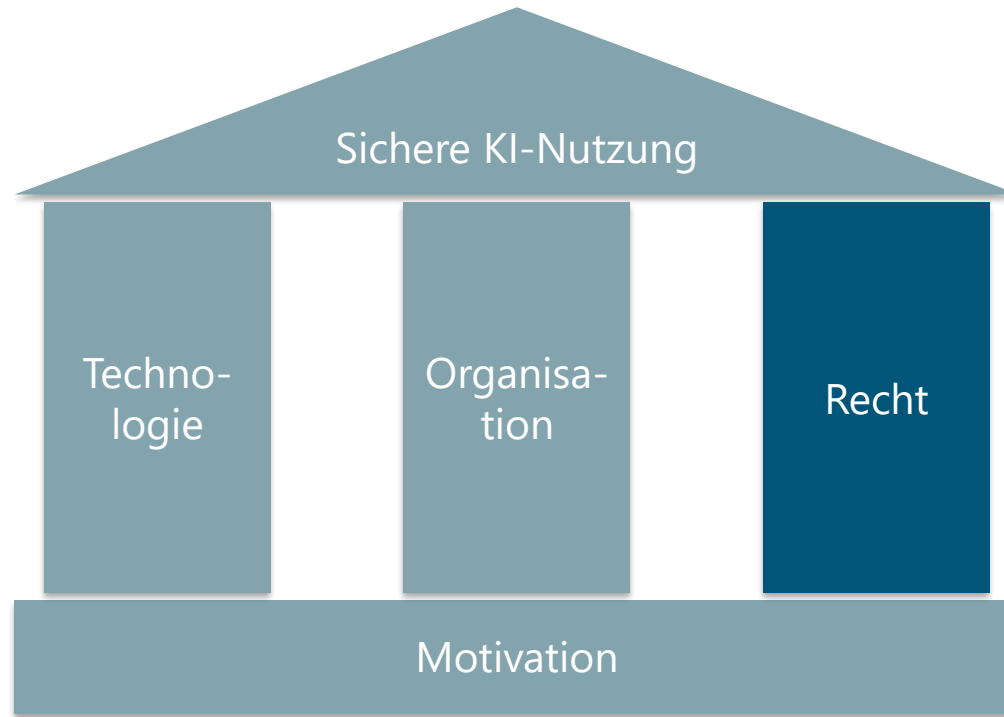 Sichere KI-Nutzung
Techno-
logie
Organisa-
tion
Recht
Motivation